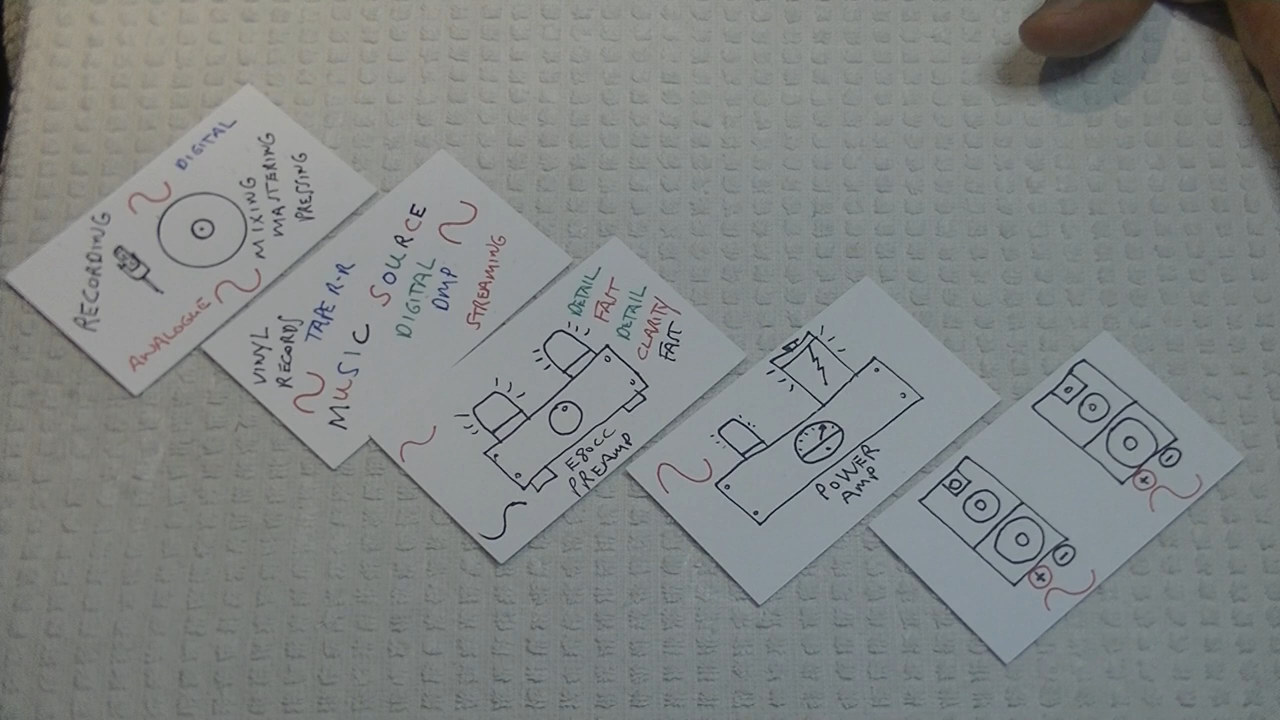 RECORDING
DIGITAL
MIXING
MASTERING
PRESSING
ANALOGUE
VINYL
RECORDS
TAPE R-R
MUSIC
SOURCE
DIGITAL
DMP
STREAMING
DETAIL
FAST
DETAIL
CLARITY
FAST
E80CC
PREAMP
POWER
AMP
+
-
+
-